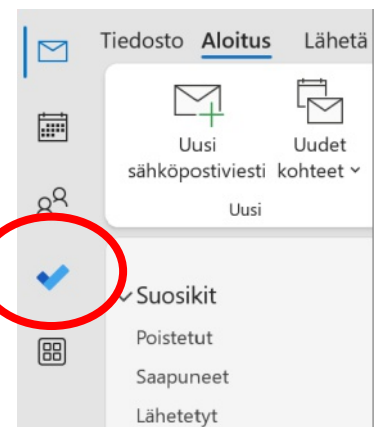 Tiedosto Aloitus Lähetä
Uusi
sähköpostiviesti
Uudet
kohteet
Uusi
Suosikit
Poistetut
Saapuneet
Lähetetyt